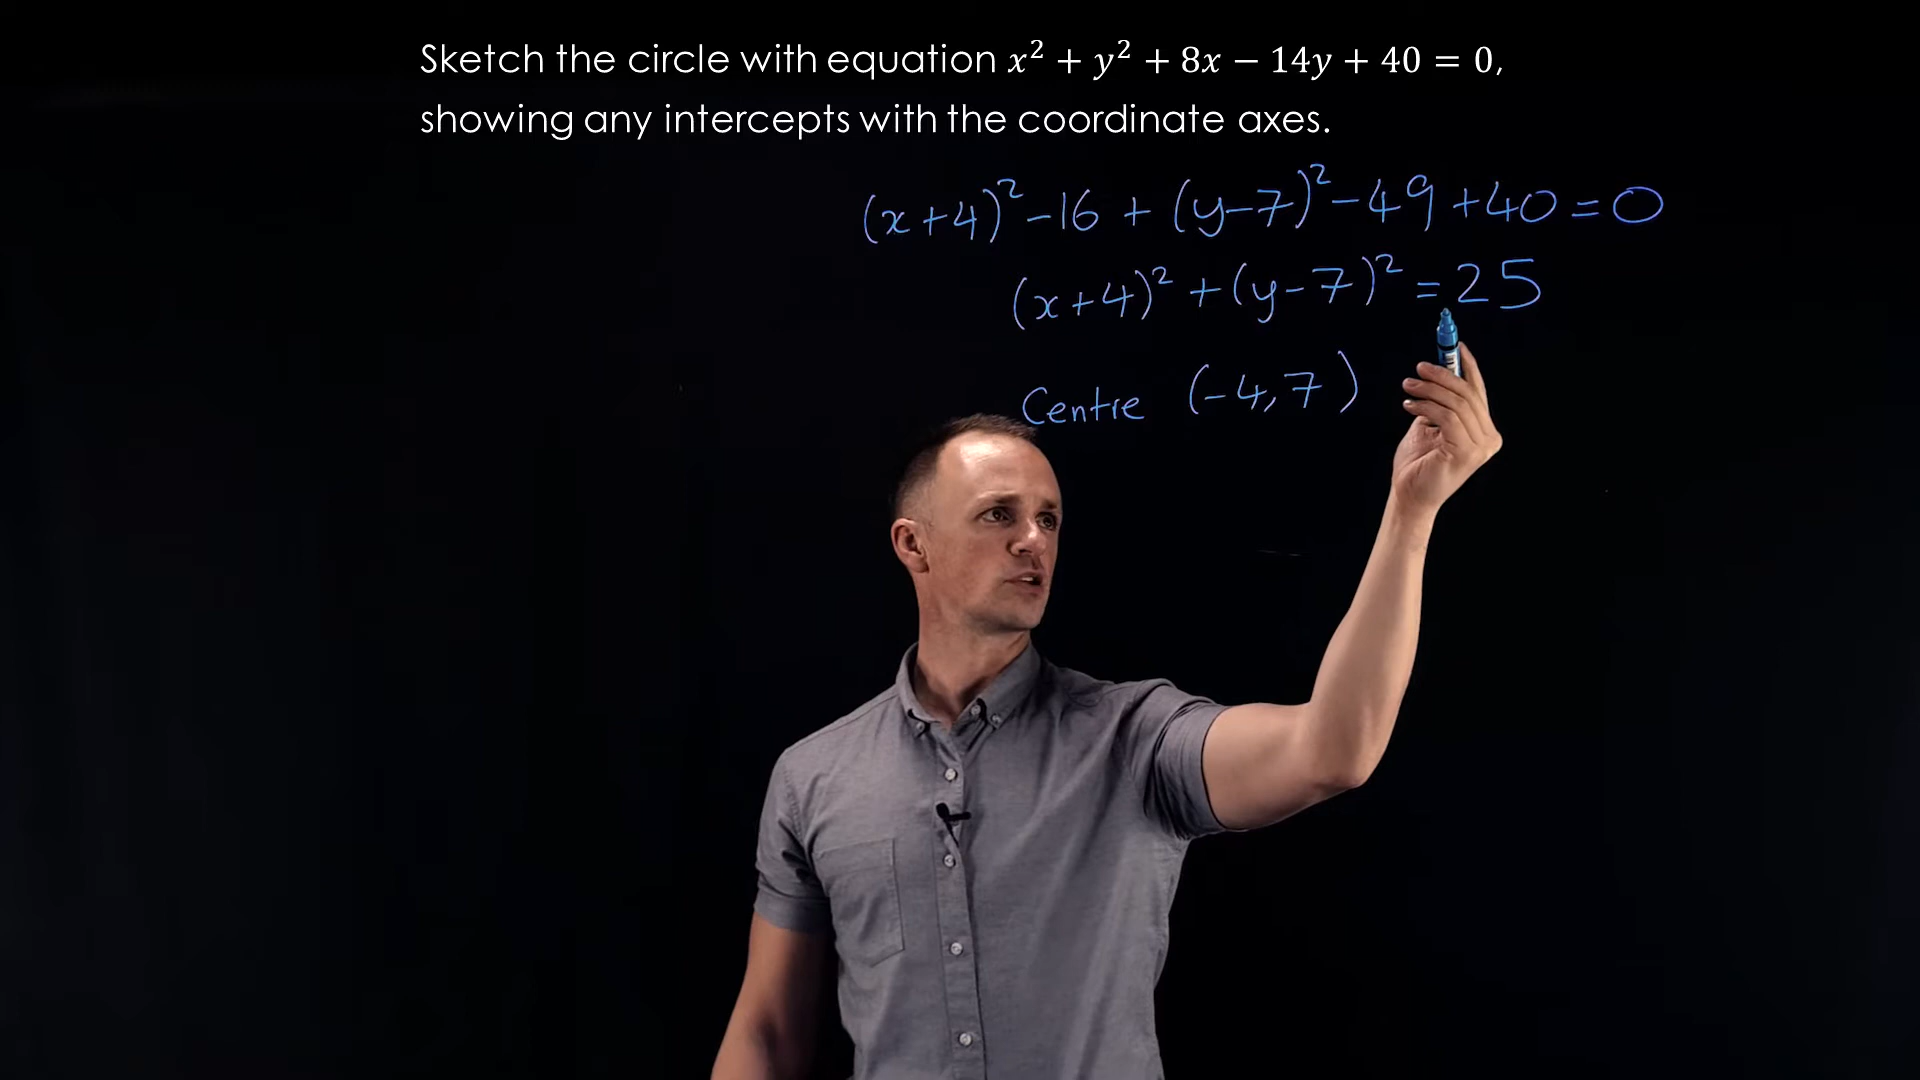 Sketch the circle with equation x² + y² + 8x − 14y + 40 = 0,
showing any intercepts with the coordinate axes.
(x+4)² -16 + (y-7)² -49 +40 = 0
(x+4)² + (y-7)² = 25
Centre (-4, 7)